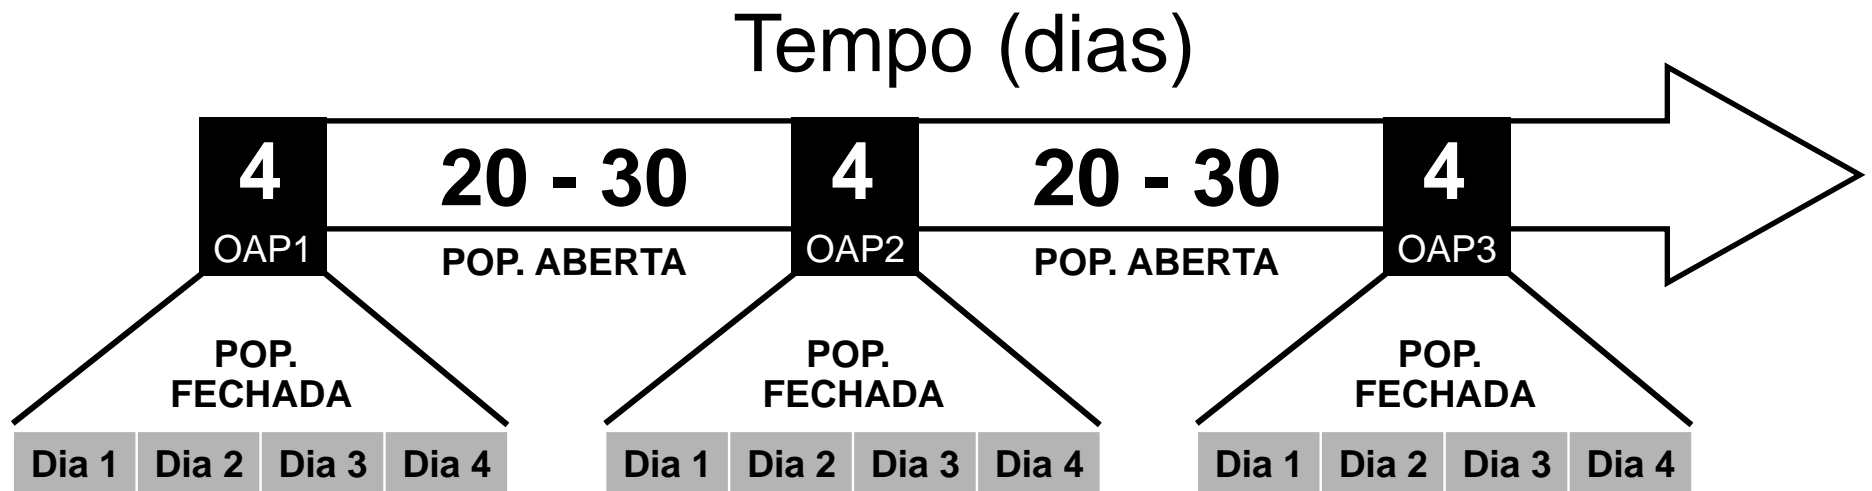 Tempo (dias)
4 20 - 30 4 20 - 30 4
OAP1 POP. ABERTA OAP2 POP. ABERTA OAP3
POP. FECHADA POP. FECHADA POP. FECHADA
Dia 1 Dia 2 Dia 3 Dia 4 Dia 1 Dia 2 Dia 3 Dia 4 Dia 1 Dia 2 Dia 3 Dia 4